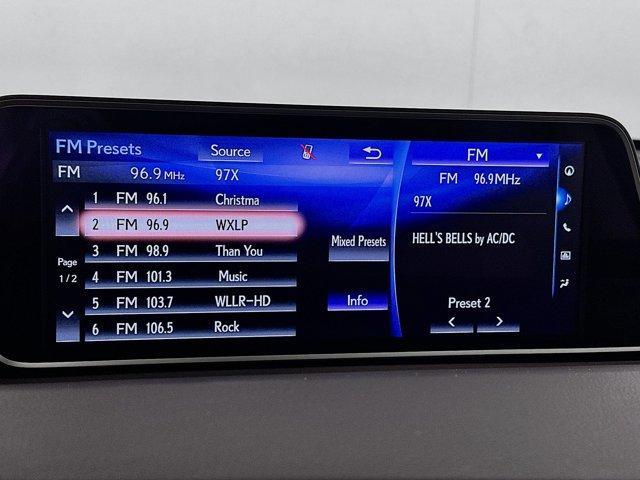 FM Presets Source FM
FM 96.9 MHz 97X
FM 96.9MHz
97X
1 FM 96.1 Christma
2 FM 96.9 WXLP
3 FM 98.9 Than You
4 FM 101.3 Music
5 FM 103.7 WLLR-HD
6 FM 106.5 Rock
Page
1/2
Mixed Presets
Info
HELL'S BELLS by AC/DC
Preset 2